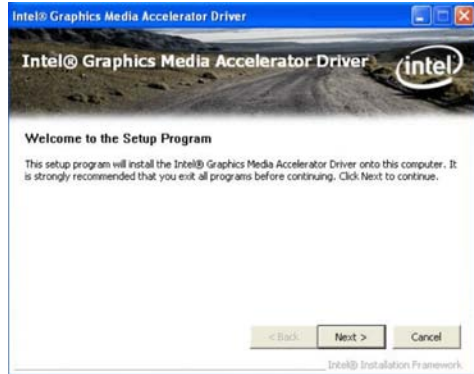 Intel® Graphics Media Accelerator Driver
Intel® Graphics Media Accelerator Driver
intel
Welcome to the Setup Program
This setup program will install the Intel® Graphics Media Accelerator Driver onto this computer. It
is strongly recommended that you exit all programs before continuing. Click Next to continue.
< Back Next > Cancel
Intel® Installation Framework